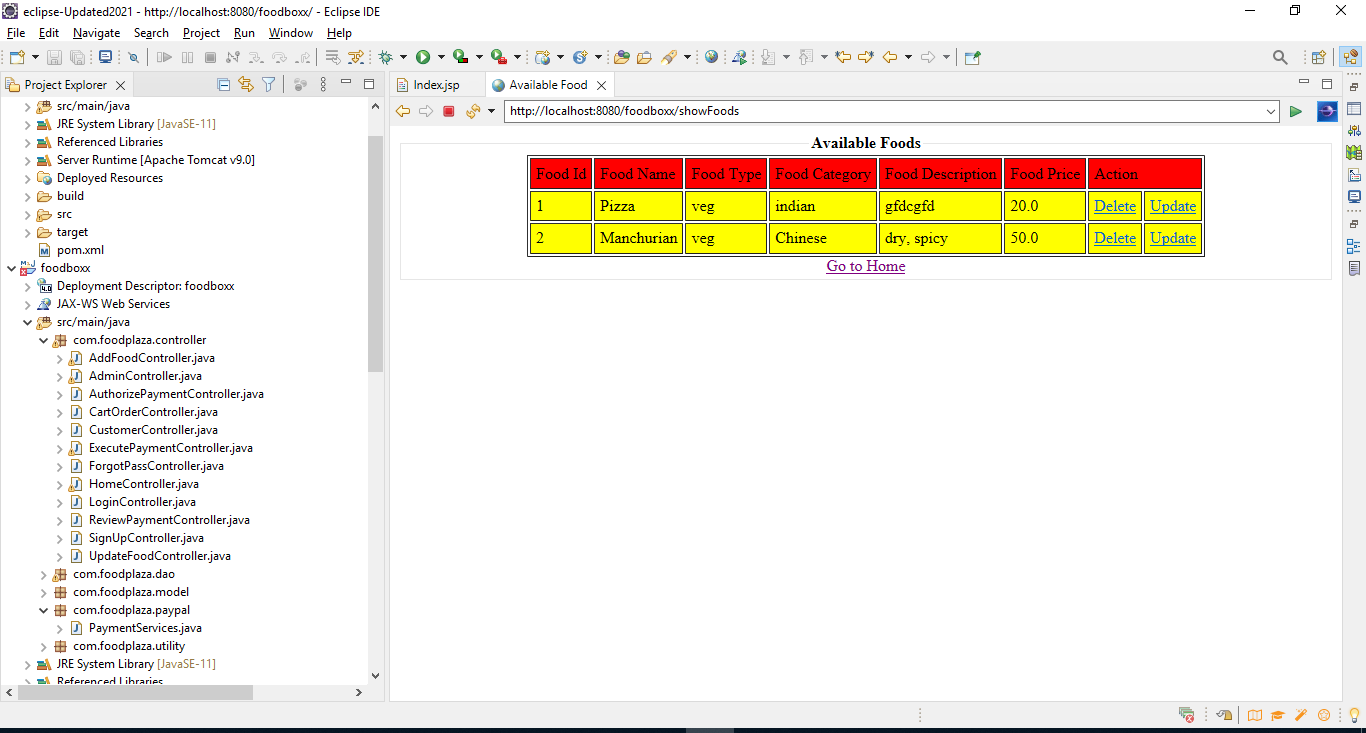 eclipse-Updated2021 - http://localhost:8080/foodboxx/ - Eclipse IDE
File Edit Navigate Search Project Run Window Help
Project Explorer
src/main/java
JRE System Library [JavaSE-11]
Referenced Libraries
Server Runtime [Apache Tomcat v9.0]
Deployed Resources
build
src
target
pom.xml
foodboxx
Deployment Descriptor: foodboxx
JAX-WS Web Services
src/main/java
com.foodplaza.controller
AddFoodController.java
AdminController.java
AuthorizePaymentController.java
CartOrderController.java
CustomerController.java
ExecutePaymentController.java
ForgotPassController.java
HomeController.java
LoginController.java
ReviewPaymentController.java
SignUpController.java
UpdateFoodController.java
com.foodplaza.dao
com.foodplaza.model
com.foodplaza.paypal
PaymentServices.java
com.foodplaza.utility
JRE System Library [JavaSE-11]
Referenced Libraries
Index.jsp Available Food
http://localhost:8080/foodboxx/showFoods
Available Foods
Food Id Food Name Food Type Food Category Food Description Food Price Action
1 Pizza veg indian gfdcgfd 20.0 Delete Update
2 Manchurian veg Chinese dry, spicy 50.0 Delete Update
Go to Home